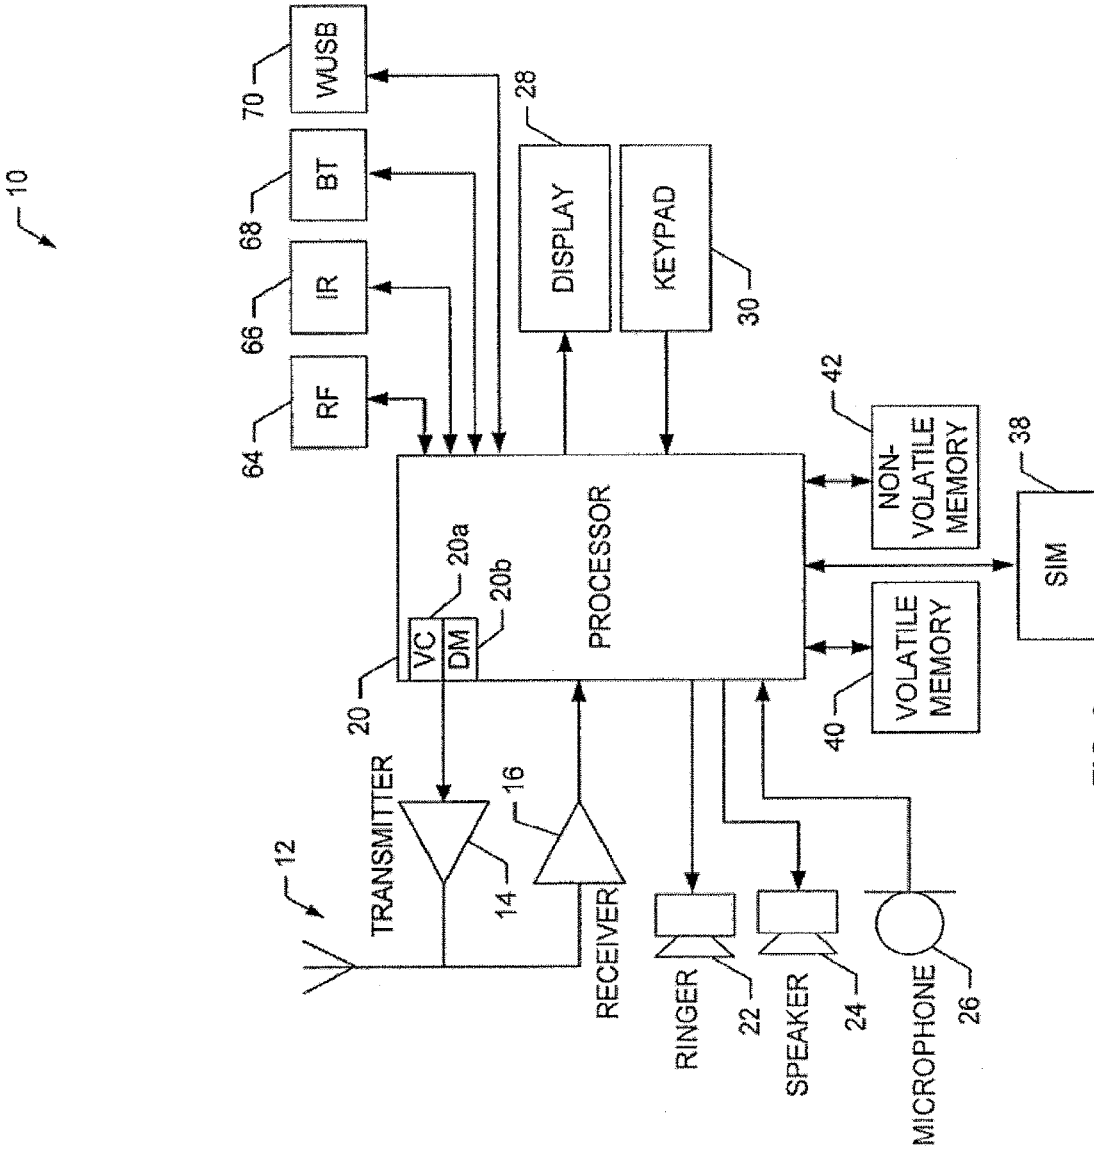 10
12
TRANSMITTER
14
16
RECEIVER
RINGER
22
SPEAKER
24
MICROPHONE
26
20
VC
20a
DM
20b
PROCESSOR
64
RF
66
IR
68
BT
70
WUSB
DISPLAY
28
KEYPAD
30
40
VOLATILE
MEMORY
42
NON-
VOLATILE
MEMORY
SIM
38